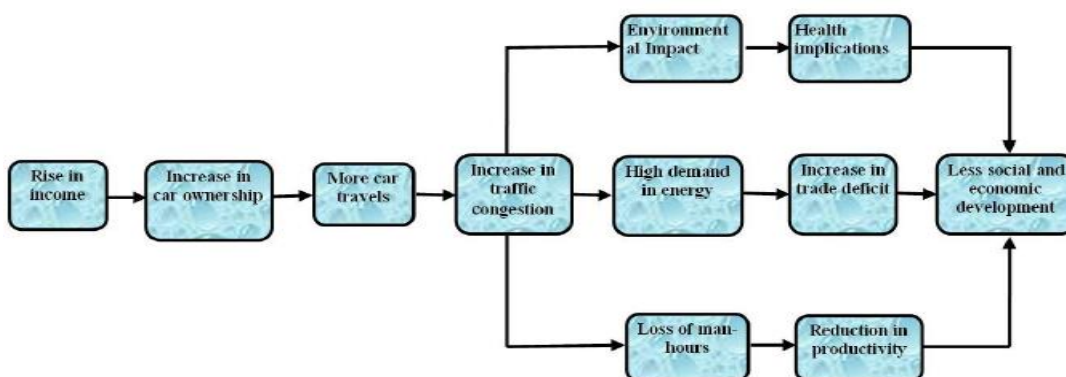 Environment
al Impact
Health
implications
Rise in
income
Increase in
car ownership
More car
travels
Increase in
traffic
congestion
High demand
in energy
Increase in
trade deficit
Less social and
economic
development
Loss of man-
hours
Reduction in
productivity